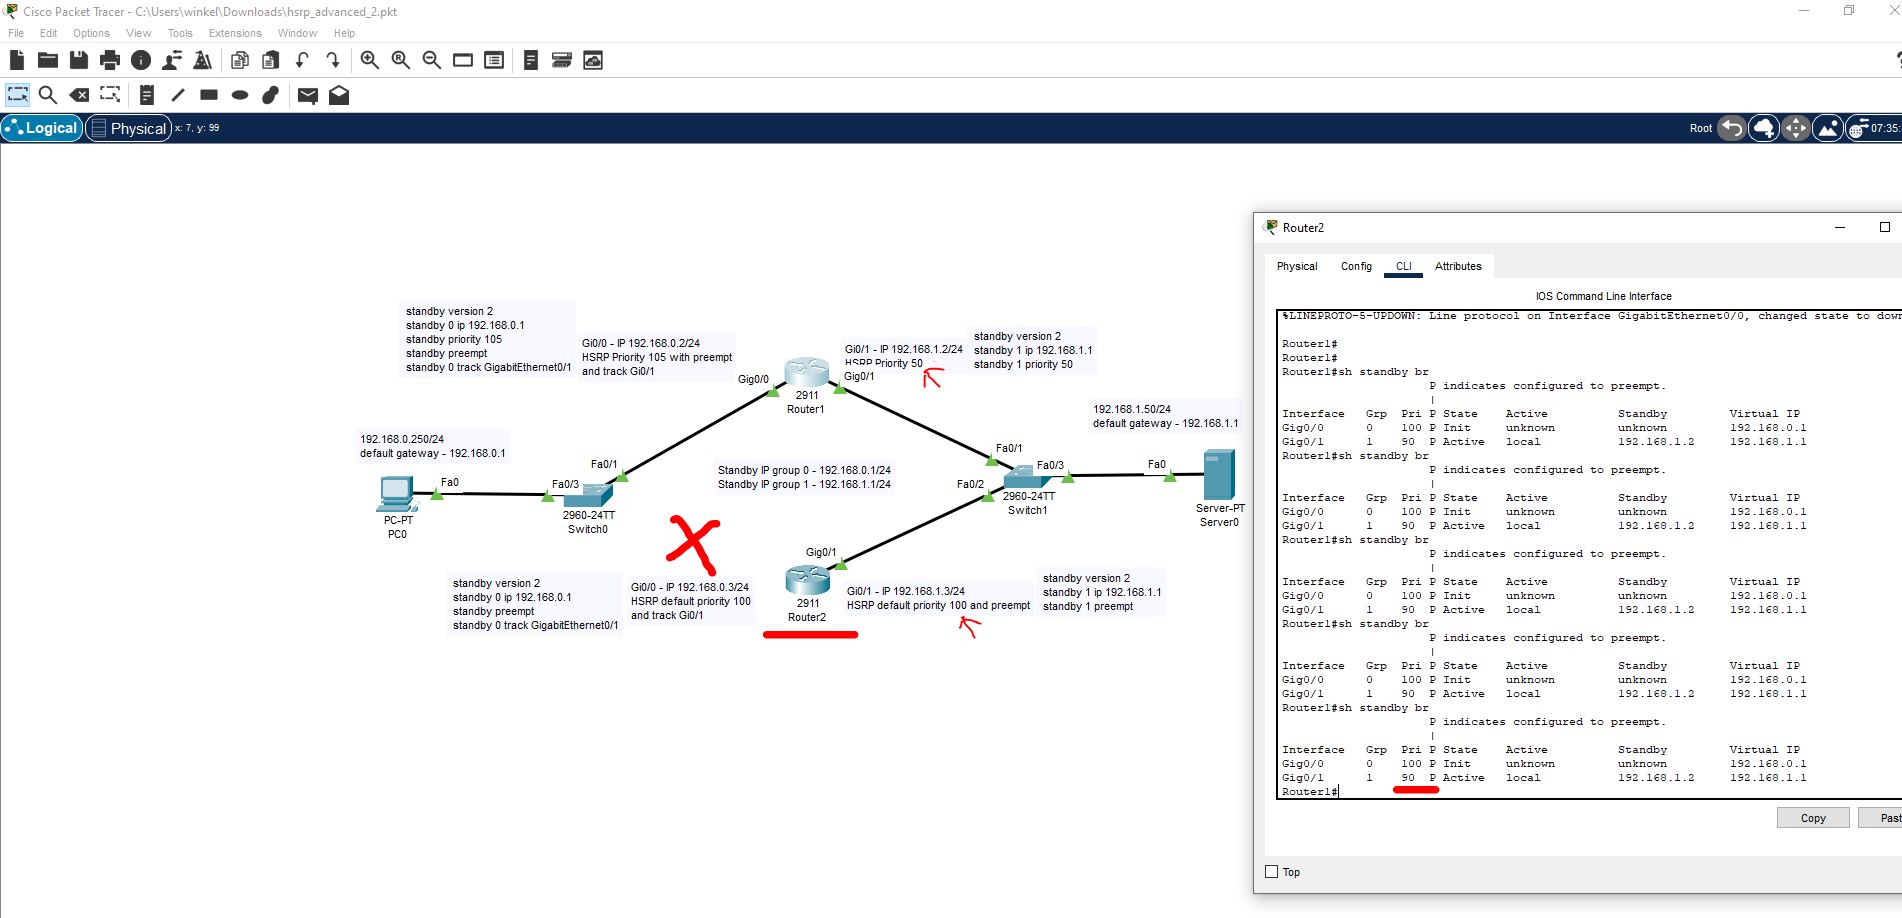 Cisco Packet Tracer - C:\Users\winkel\Downloads\hsrp_advanced_2.pkt
File Edit Options View Tools Extensions Window Help
Logical Physical x: 7, y: 99
Root 07:35:
standby version 2
standby 0 ip 192.168.0.1
standby priority 105
standby preempt
standby 0 track GigabitEthernet0/1
Gi0/0 - IP 192.168.0.2/24
HSRP Priority 105 with preempt
and track Gi0/1
Gig0/0
2911
Router1
Gi0/1 - IP 192.168.1.2/24
HSRP Priority 50
Gig0/1
standby version 2
standby 1 ip 192.168.1.1
standby 1 priority 50
192.168.1.50/24
default gateway - 192.168.1.1
192.168.0.250/24
default gateway - 192.168.0.1
Fa0
PC-PT
PC0
Fa0/1
Fa0/3
2960-24TT
Switch0
Standby IP group 0 - 192.168.0.1/24
Standby IP group 1 - 192.168.1.1/24
Fa0/1
Fa0/3
Fa0/2
2960-24TT
Switch1
Fa0
Server-PT
Server0
standby version 2
standby 0 ip 192.168.0.1
standby preempt
standby 0 track GigabitEthernet0/1
Gi0/0 - IP 192.168.0.3/24
HSRP default priority 100
and track Gi0/1
Gig0/1
2911
Router2
Gi0/1 - IP 192.168.1.3/24
HSRP default priority 100 and preempt
standby version 2
standby 1 ip 192.168.1.1
standby 1 preempt
Router2
Physical Config CLI Attributes
IOS Command Line Interface
%LINEPROTO-5-UPDOWN: Line protocol on Interface GigabitEthernet0/0, changed state to down
Router1#
Router1#
Router1#sh standby br
P indicates configured to preempt.
|
Interface Grp Pri P State Active Standby Virtual IP
Gig0/0 0 100 P Init unknown unknown 192.168.0.1
Gig0/1 1 90 P Active local 192.168.1.2 192.168.1.1
Router1#sh standby br
P indicates configured to preempt.
|
Interface Grp Pri P State Active Standby Virtual IP
Gig0/0 0 100 P Init unknown unknown 192.168.0.1
Gig0/1 1 90 P Active local 192.168.1.2 192.168.1.1
Router1#sh standby br
P indicates configured to preempt.
|
Interface Grp Pri P State Active Standby Virtual IP
Gig0/0 0 100 P Init unknown unknown 192.168.0.1
Gig0/1 1 90 P Active local 192.168.1.2 192.168.1.1
Router1#sh standby br
P indicates configured to preempt.
|
Interface Grp Pri P State Active Standby Virtual IP
Gig0/0 0 100 P Init unknown unknown 192.168.0.1
Gig0/1 1 90 P Active local 192.168.1.2 192.168.1.1
Router1#sh standby br
P indicates configured to preempt.
|
Interface Grp Pri P State Active Standby Virtual IP
Gig0/0 0 100 P Init unknown unknown 192.168.0.1
Gig0/1 1 90 P Active local 192.168.1.2 192.168.1.1
Router1#
Copy Past
Top